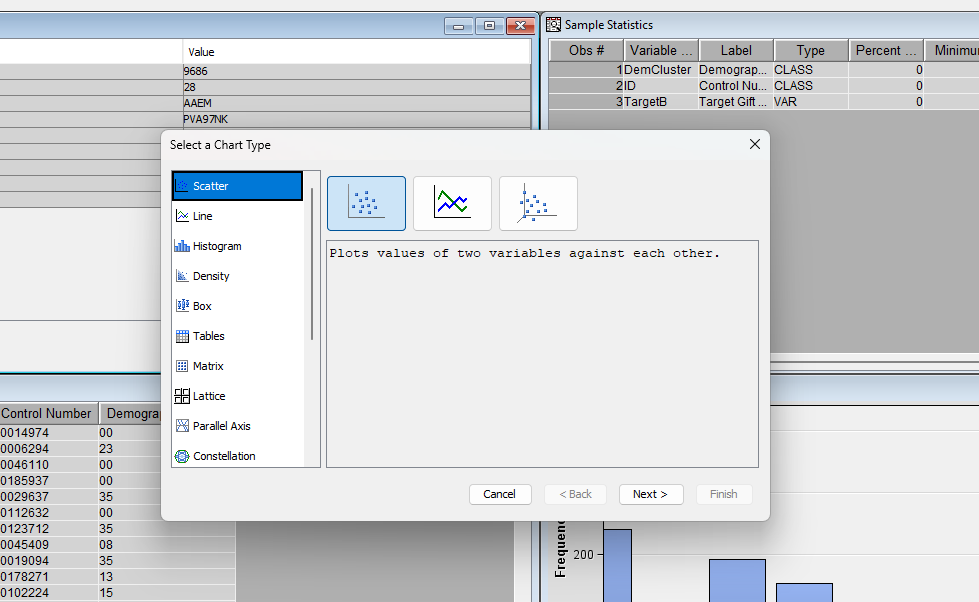 Value
9686
28
AAEM
PVA97NK
Sample Statistics
Obs # Variable ... Label Type Percent ...
1 DemCluster Demograp... CLASS 0
2 ID Control Nu... CLASS 0
3 TargetB Target Gift ... VAR 0
Select a Chart Type
Scatter
Line
Histogram
Density
Box
Tables
Matrix
Lattice
Parallel Axis
Constellation
Plots values of two variables against each other.
Cancel < Back Next > Finish
Control Number
0014974 00
0006294 23
0046110 00
0185937 00
0029637 35
0112632 00
0123712 35
0045409 08
0019094 35
0178271 13
0102224 15
200